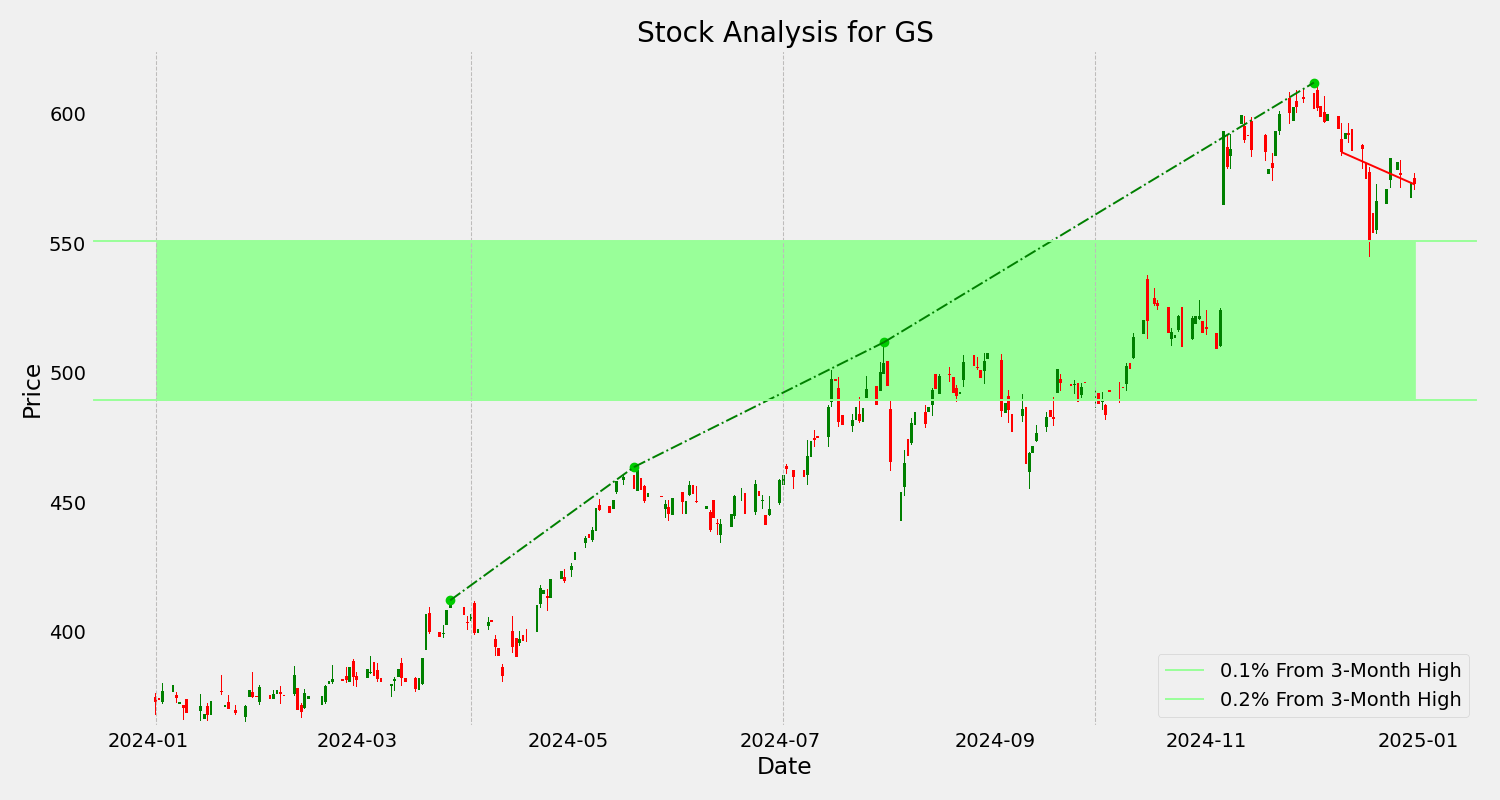 Stock Analysis for GS
600
550
500
450
400
Price
2024-01
2024-03
2024-05
2024-07
2024-09
2024-11
2025-01
Date
0.1% From 3-Month High
0.2% From 3-Month High